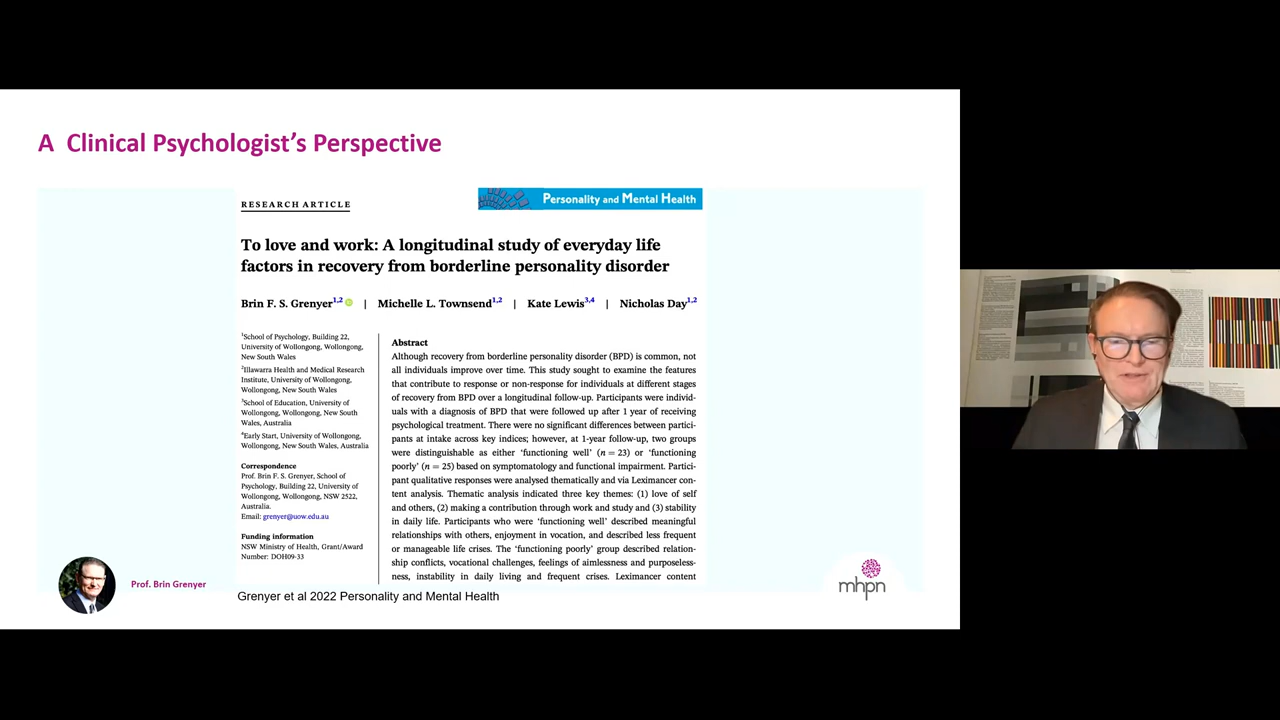 A  Clinical Psychologist's Perspective
RESEARCH ARTICLE
Personality and Mental Health
To love and work: A longitudinal study of everyday life
factors in recovery from borderline personality disorder
Brin F. S. Grenyer1,2 | Michelle L. Townsend1,2 | Kate Lewis3,4 | Nicholas Day1,2
1School of Psychology, Building 22,
University of Wollongong, Wollongong,
New South Wales
2Illawarra Health and Medical Research
Institute, University of Wollongong,
Wollongong, New South Wales
3School of Education, University of
Wollongong, Wollongong, New South
Wales, Australia
4Early Start, University of Wollongong,
Wollongong, New South Wales, Australia
Correspondence
Prof. Brin F. S. Grenyer, School of
Psychology, Building 22, University of
Wollongong, Wollongong, NSW 2522,
Australia.
Email: grenyer@uow.edu.au
Funding information
NSW Ministry of Health, Grant/Award
Number: DOH09-33
Abstract
Although recovery from borderline personality disorder (BPD) is common, not
all individuals improve over time. This study sought to examine the features
that contribute to response or non-response for individuals at different stages
of recovery from BPD over a longitudinal follow-up. Participants were individ-
uals with a diagnosis of BPD that were followed up after 1 year of receiving
psychological treatment. There were no significant differences between partici-
pants at intake across key indices; however, at 1-year follow-up, two groups
were distinguishable as either 'functioning well' (n = 23) or 'functioning
poorly' (n = 25) based on symptomatology and functional impairment. Partici-
pant qualitative responses were analysed thematically and via Leximancer con-
tent analysis. Thematic analysis indicated three key themes: (1) love of self
and others, (2) making a contribution through work and study and (3) stability
in daily life. Participants who were 'functioning well' described meaningful
relationships with others, enjoyment in vocation, and described less frequent
or manageable life crises. The 'functioning poorly' group described relation-
ship conflicts, vocational challenges, feelings of aimlessness and purposeless-
ness, instability in daily living and frequent crises. Leximancer content
Prof. Brin Grenyer
Grenyer et al 2022 Personality and Mental Health
mhpn